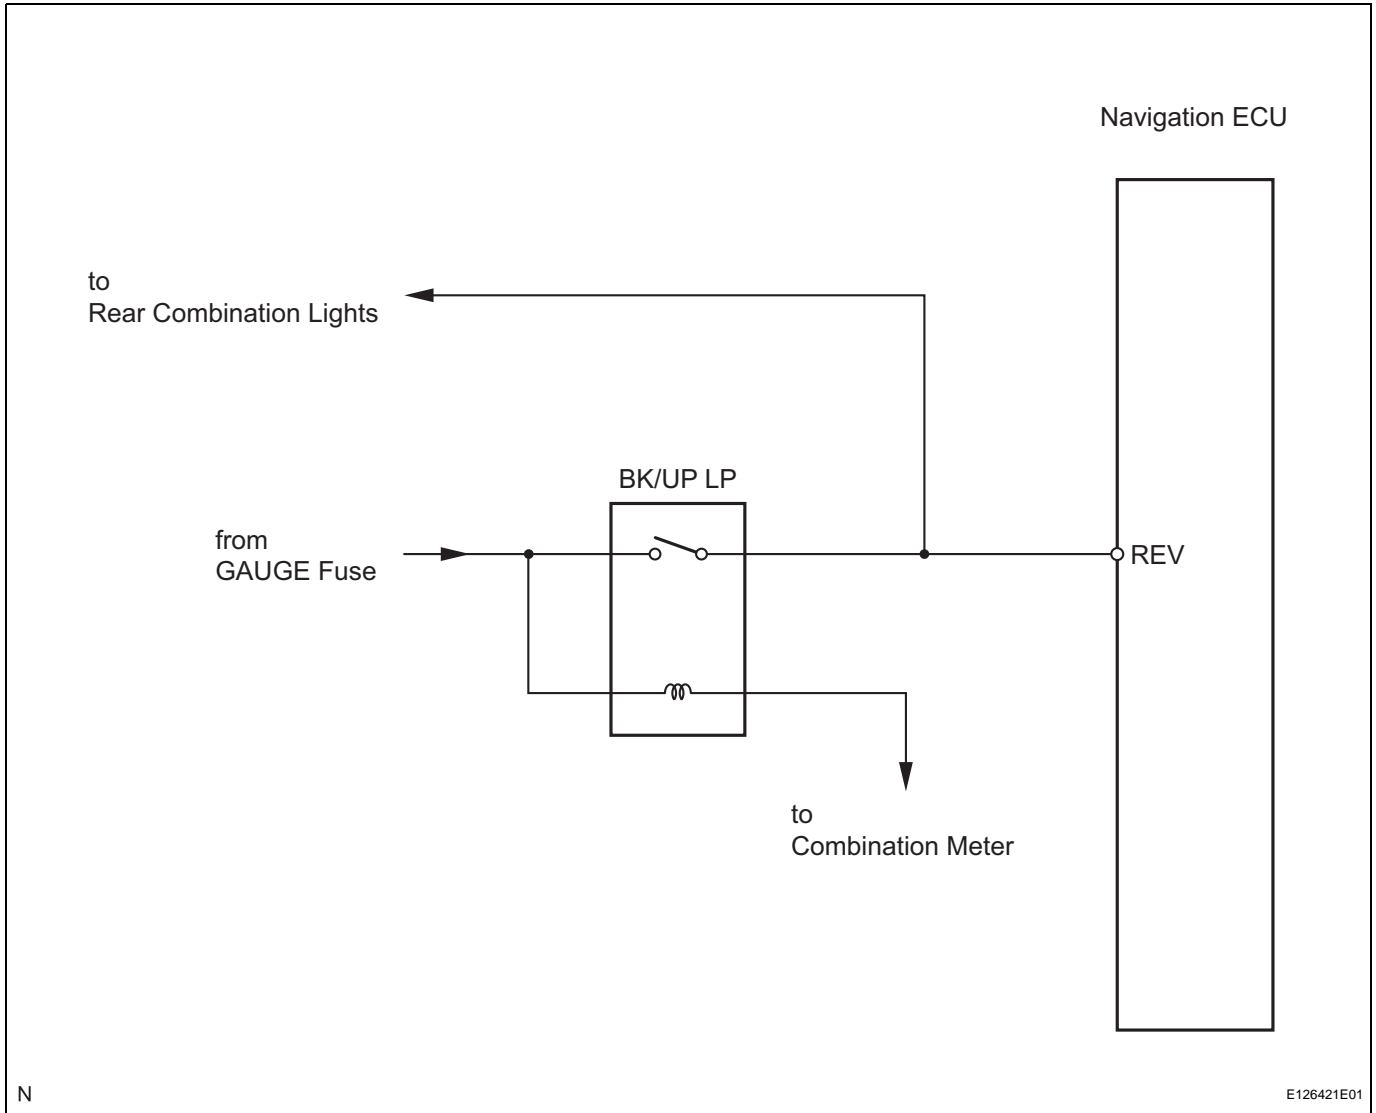 Navigation ECU
to
Rear Combination Lights
BK/UP LP
from
GAUGE Fuse
REV
to
Combination Meter
N
E126421E01